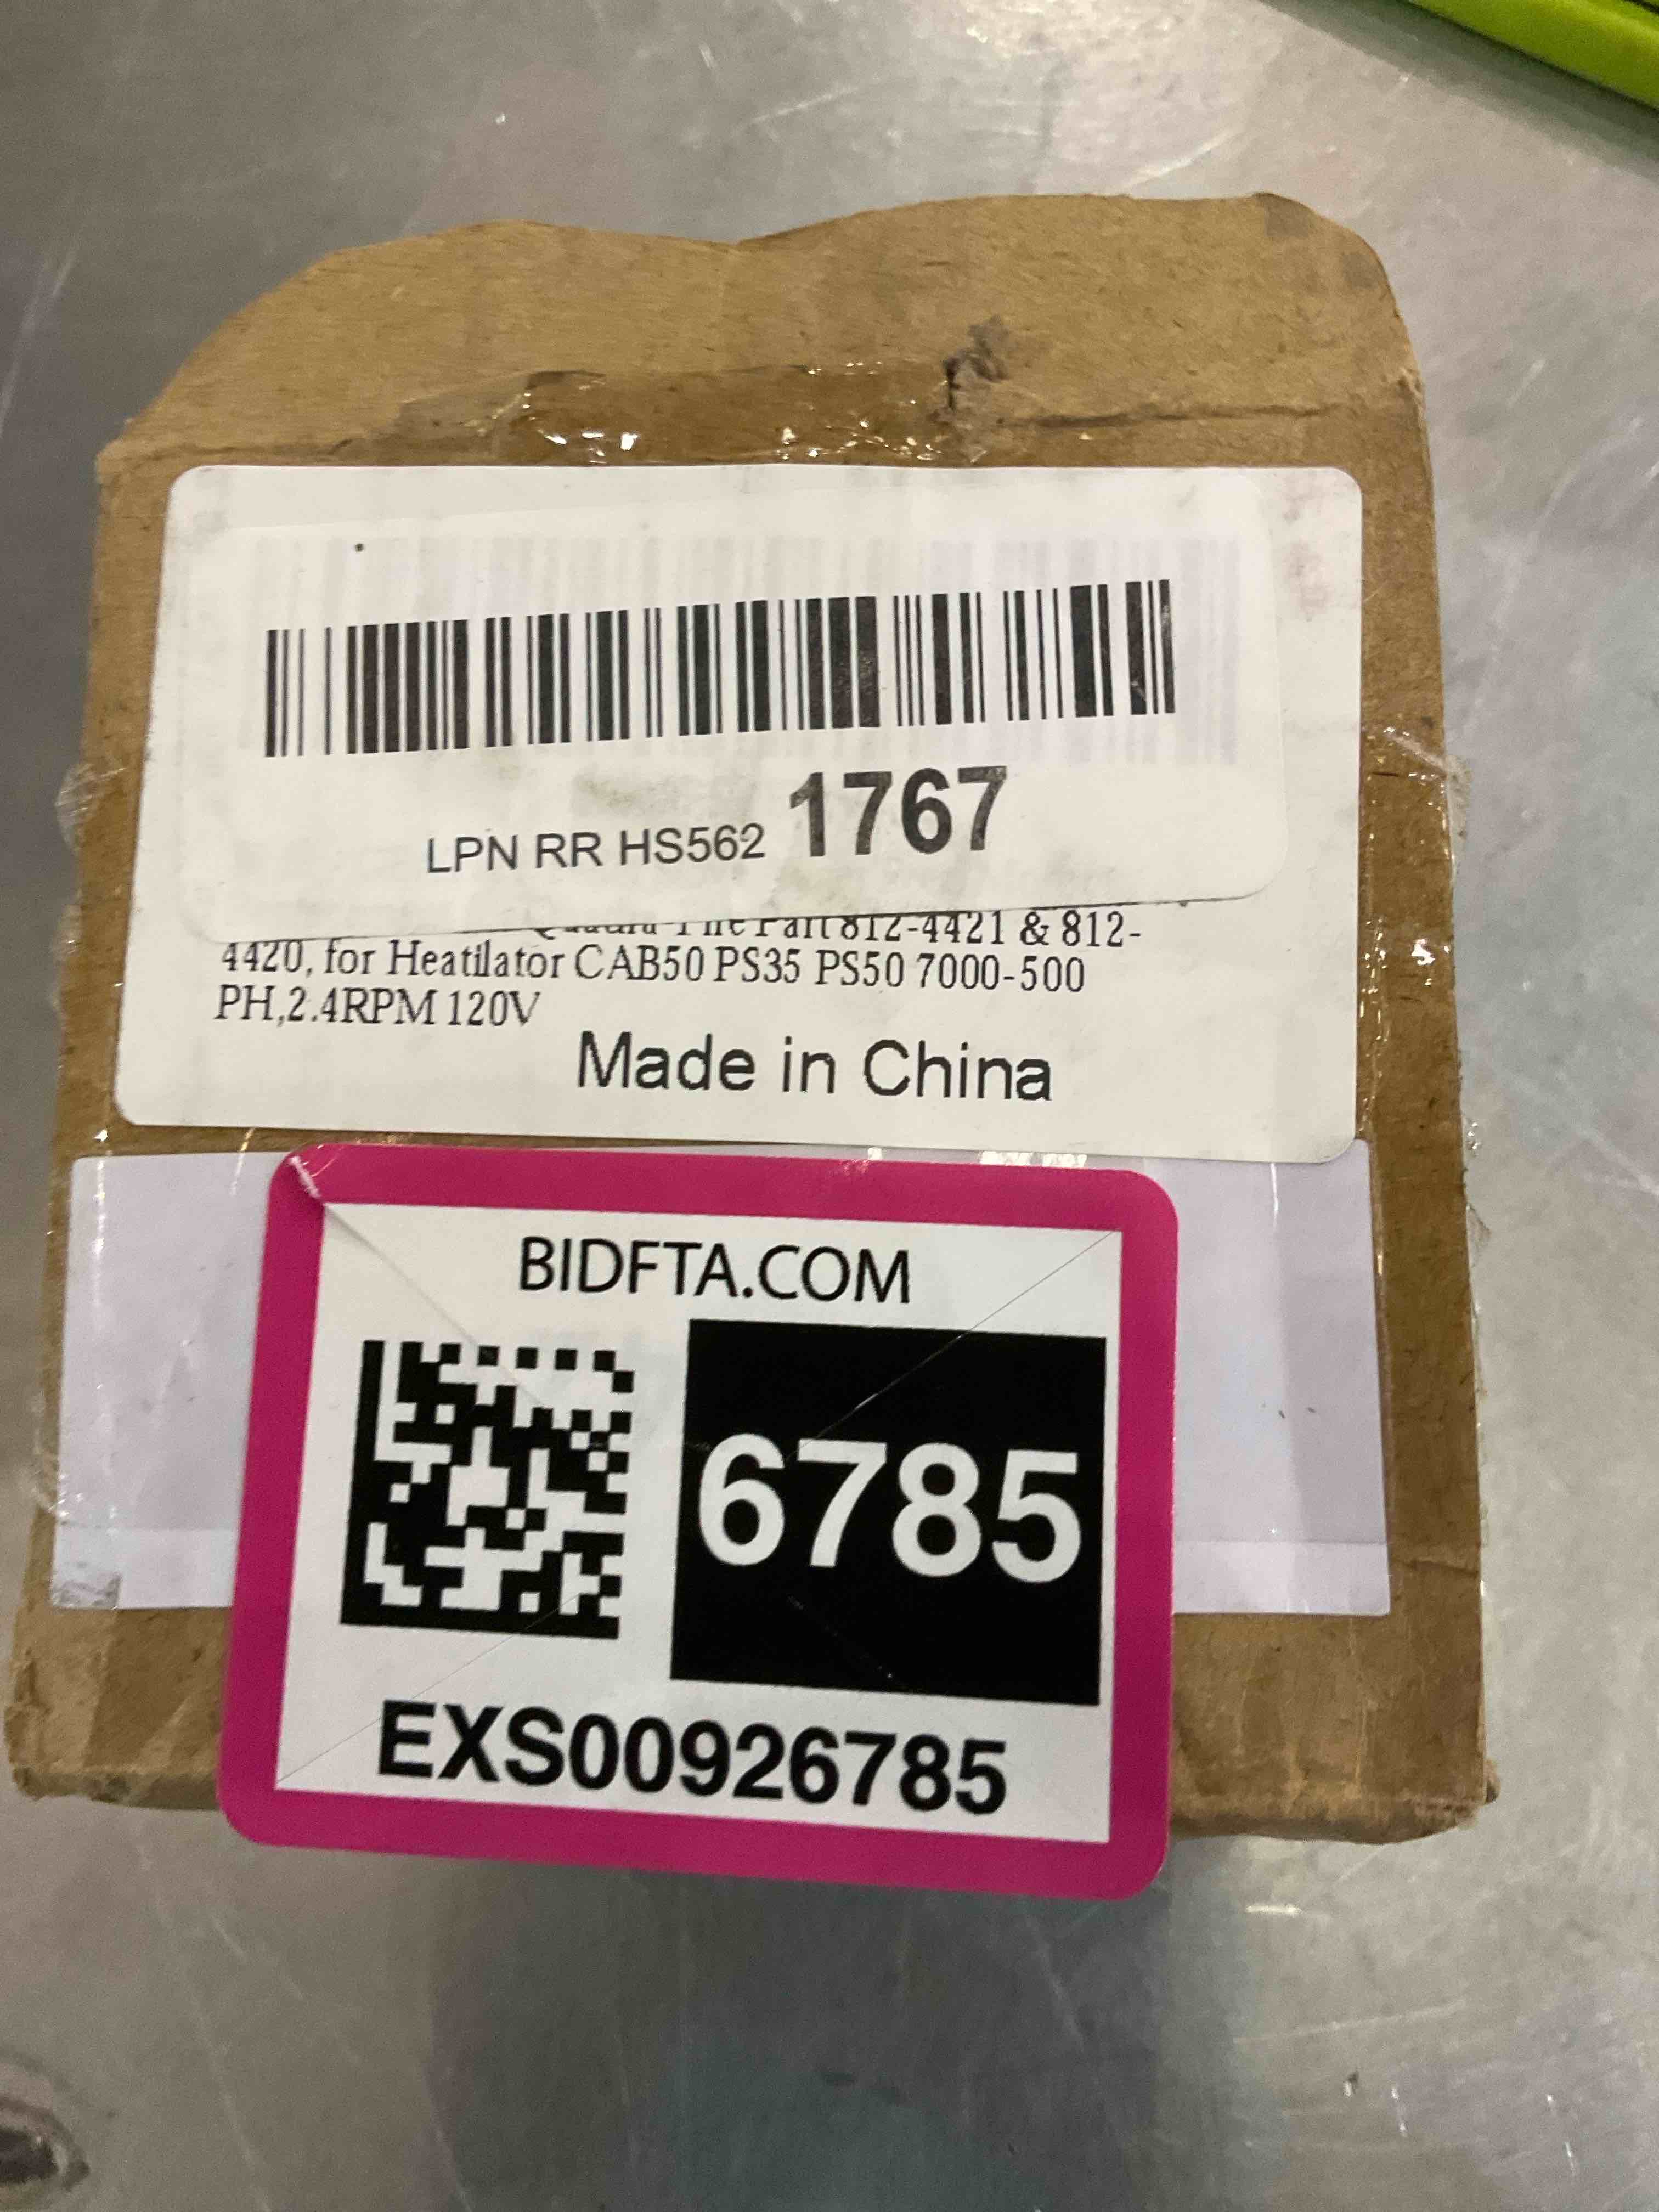 LPN RR HS562 1767
Part 812-4421 & 812-
4420, for Heatilator CAB50 PS35 PS50 7000-500
PH,2.4RPM 120V
Made in China
BIDFTA.COM
6785
EXS00926785